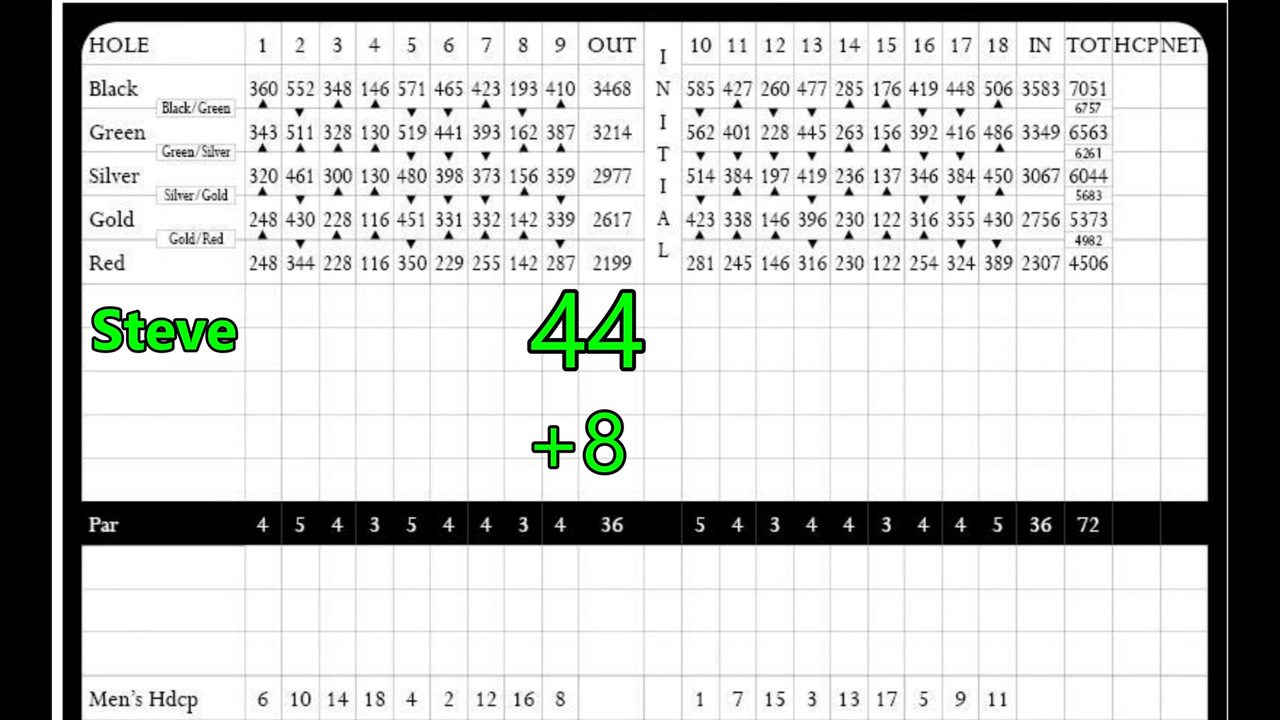 HOLE 1 2 3 4 5 6 7 8 9 OUT INITIAL 10 11 12 13 14 15 16 17 18 IN TOT HCP NET
Black 360 552 348 146 571 465 423 193 410 3468 585 427 260 477 285 176 419 448 506 3583 7051
Black/Green 6757
Green 343 511 328 130 519 441 393 162 387 3214 562 401 228 445 263 156 392 416 486 3349 6563
Green/Silver 6261
Silver 320 461 300 130 480 398 373 156 359 2977 514 384 197 419 236 137 346 384 450 3067 6044
Silver/Gold 5683
Gold 248 430 228 116 451 331 332 142 339 2617 423 338 146 396 230 122 316 355 430 2756 5373
Gold/Red 4982
Red 248 344 228 116 350 229 255 142 287 2199 281 245 146 316 230 122 254 324 389 2307 4506
Steve 44
+8
Par 4 5 4 3 5 4 4 3 4 36 5 4 3 4 4 3 4 4 5 36 72
Men's Hdcp 6 10 14 18 4 2 12 16 8 1 7 15 3 13 17 5 9 11